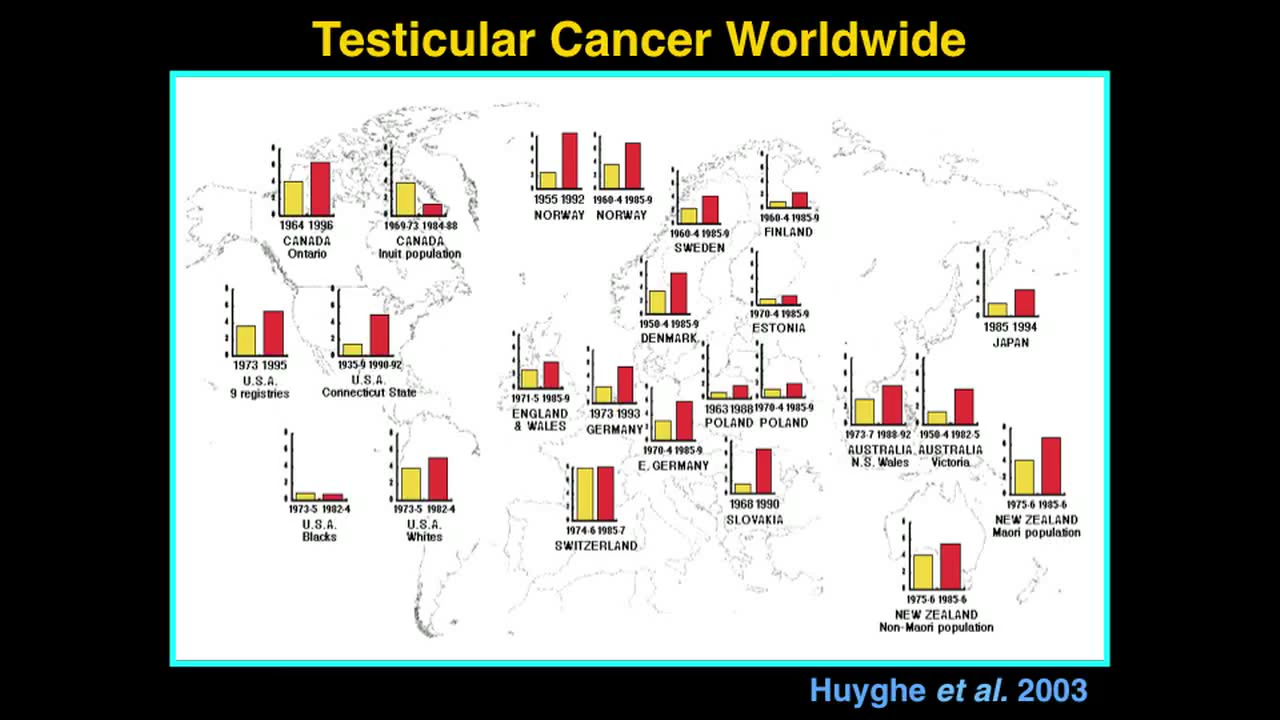 Testicular Cancer Worldwide
1964 1996
CANADA
Ontario
1969-73 1984-88
CANADA
Inuit population
1955 1992
NORWAY
1960-4 1985-9
NORWAY
1960-4 1985-9
SWEDEN
1960-4 1985-9
FINLAND
1973 1995
U.S.A.
9 registries
1935-9 1990-92
U.S.A.
Connecticut State
1950-4 1985-9
DENMARK
1970-4 1985-9
ESTONIA
1985 1994
JAPAN
1971-5 1985-9
ENGLAND
& WALES
1973 1993
GERMANY
1970-4 1985-9
E. GERMANY
1963 1988
POLAND
1970-4 1985-9
POLAND
1973-7 1988-92
AUSTRALIA
N.S. Wales
1950-4 1982-5
AUSTRALIA
Victoria
1973-5 1982-4
U.S.A.
Blacks
1973-5 1982-4
U.S.A.
Whites
1974-6 1985-7
SWITZERLAND
1968 1990
SLOVAKIA
1975-6 1985-6
NEW ZEALAND
Maori population
1975-6 1985-6
NEW ZEALAND
Non-Maori population
Huyghe et al. 2003